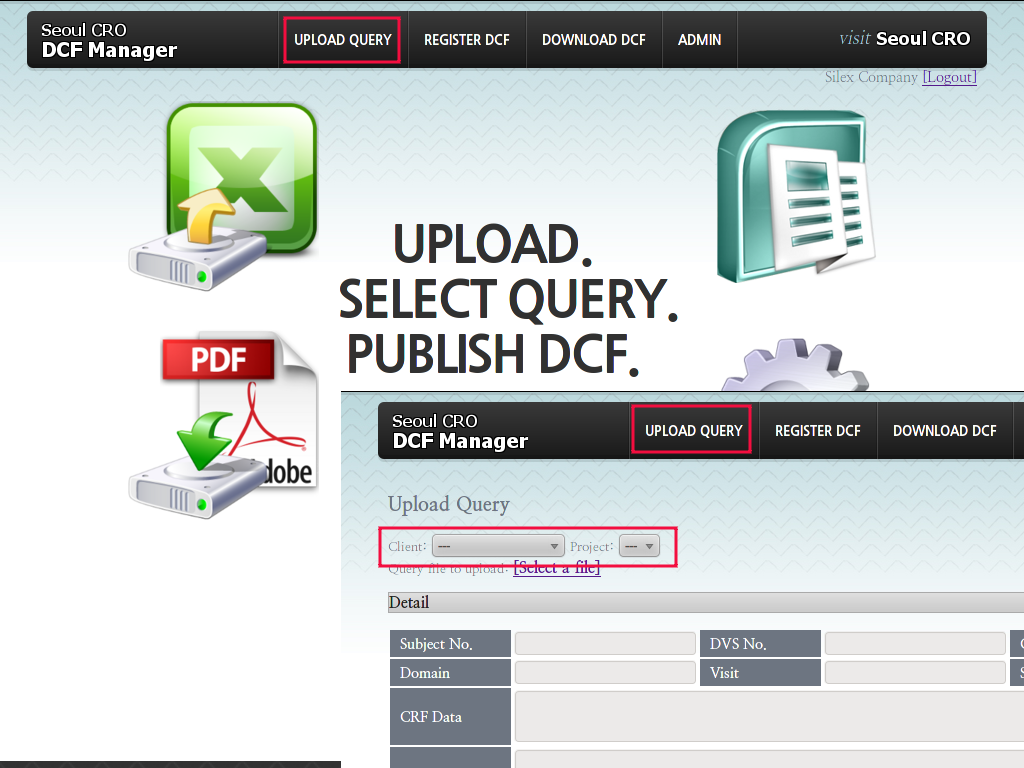 Seoul CRO
DCF Manager
UPLOAD QUERY
REGISTER DCF
DOWNLOAD DCF
ADMIN
visit Seoul CRO
Silex Company [Logout]
UPLOAD.
SELECT QUERY.
PUBLISH DCF.
PDF
dobe
Seoul CRO
DCF Manager
UPLOAD QUERY
REGISTER DCF
DOWNLOAD DCF
Upload Query
Client: --- Project: ---
Query file to upload: [Select a file]
Detail
Subject No. DVS No.
Domain Visit
CRF Data